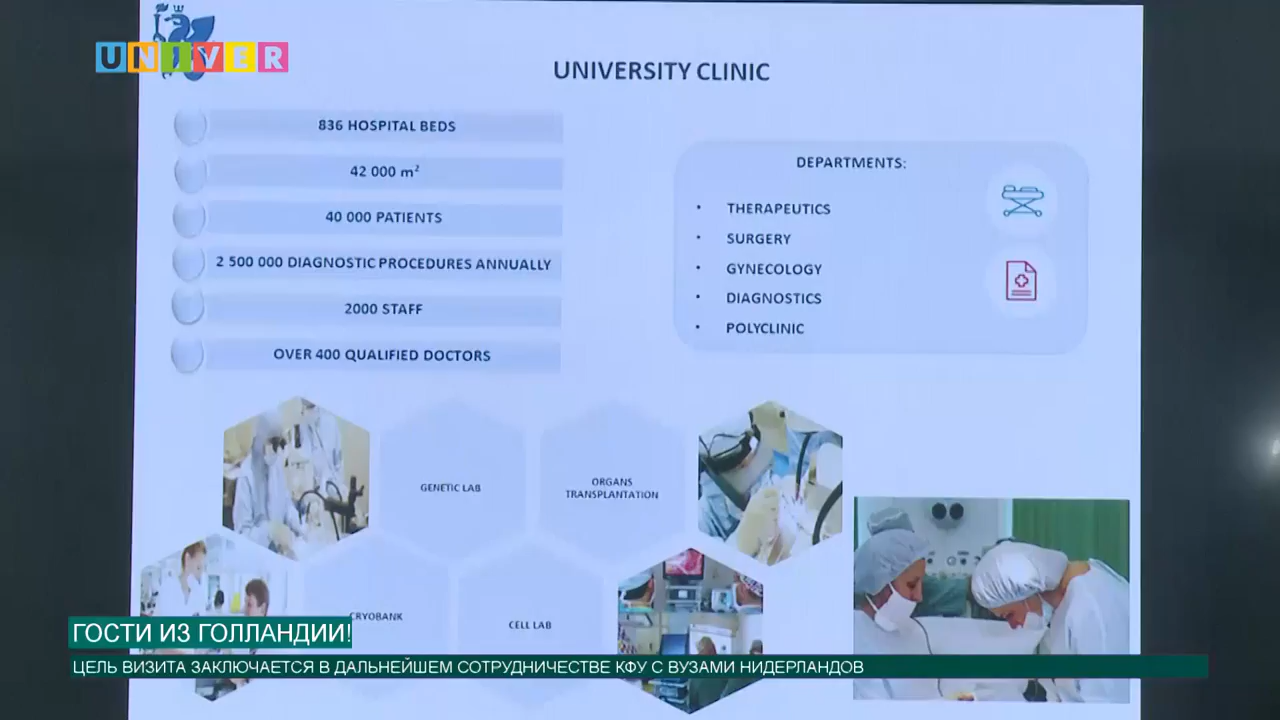 UNIVER
UNIVERSITY CLINIC
836 HOSPITAL BEDS
42 000 m²
40 000 PATIENTS
2 500 000 DIAGNOSTIC PROCEDURES ANNUALLY
2000 STAFF
OVER 400 QUALIFIED DOCTORS
DEPARTMENTS:
• THERAPEUTICS
• SURGERY
• GYNECOLOGY
• DIAGNOSTICS
• POLYCLINIC
GENETIC LAB
ORGANS
TRANSPLANTATION
CRYOBANK
CELL LAB
ГОСТИ ИЗ ГОЛЛАНДИИ!
ЦЕЛЬ ВИЗИТА ЗАКЛЮЧАЕТСЯ В ДАЛЬНЕЙШЕМ СОТРУДНИЧЕСТВЕ КФУ С ВУЗАМИ НИДЕРЛАНДОВ